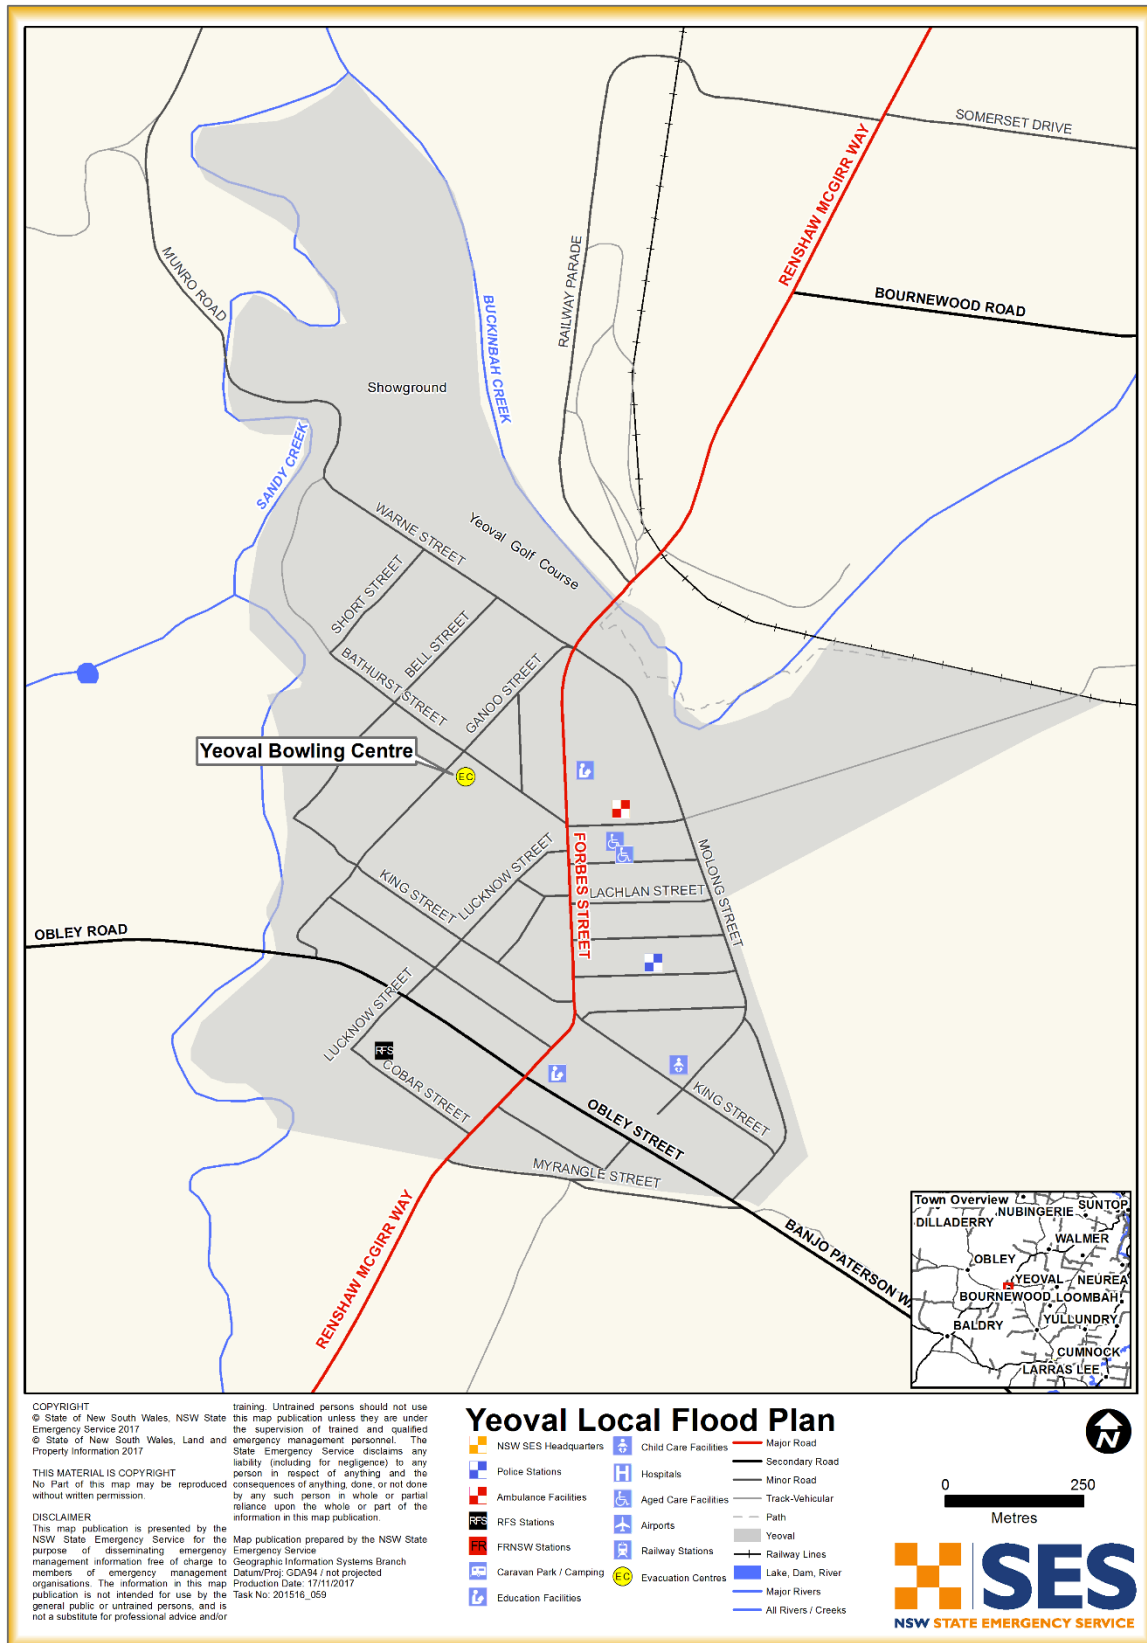 SOMERSET DRIVE
RENSHAW MCGIRR WAY
RAILWAY PARADE
MUNRO ROAD
BUCKINBAH CREEK
BOURNEWOOD ROAD
Showground
SANDY CREEK
WARNE STREET
Yeoval Golf Course
SHORT STREET
BELL STREET
BATHURST STREET
GANOO STREET
Yeoval Bowling Centre
EC
FORBES STREET
MOLONG STREET
LUCKNOW STREET
KING STREET
LACHLAN STREET
OBLEY ROAD
LUCKNOW STREET
RFS
COBAR STREET
KING STREET
OBLEY STREET
MYRANGLE STREET
RENSHAW MCGIRR WAY
BANJO PATERSON W
Town Overview
NUBINGERIE
SUNTOP
DILLADERRY
WALMER
OBLEY
YEOVAL
NEUREA
BOURNEWOOD
LOOMBAH
BALDRY
YULLUNDRY
CUMNOCK
LARRAS LEE
COPYRIGHT
© State of New South Wales, NSW State
Emergency Service 2017
© State of New South Wales, Land and
Property Information 2017
THIS MATERIAL IS COPYRIGHT
No Part of this map may be reproduced
without written permission.
DISCLAIMER
This map publication is presented by the
NSW State Emergency Service for the
purpose of disseminating emergency
management information free of charge to
members of emergency management
organisations. The information in this map
publication is not intended for use by the
general public or untrained persons, and is
not a substitute for professional advice and/or
training. Untrained persons should not use
this map publication unless they are under
the supervision of trained and qualified
emergency management personnel. The
State Emergency Service disclaims any
liability (including for negligence) to any
person in respect of anything and the
consequences of anything, done, or not done
by any such person in whole or partial
reliance upon the whole or part of the
information in this map publication.
Map publication prepared by the NSW State
Emergency Service
Geographic Information Systems Branch
Datum/Proj: GDA94 / not projected
Production Date: 17/11/2017
Task No: 201516_059
Yeoval Local Flood Plan
NSW SES Headquarters
Police Stations
Ambulance Facilities
RFS RFS Stations
FR FRNSW Stations
Caravan Park / Camping
Education Facilities
Child Care Facilities
H Hospitals
Aged Care Facilities
Airports
Railway Stations
EC Evacuation Centres
Major Road
Secondary Road
Minor Road
Track-Vehicular
Path
Yeoval
Railway Lines
Lake, Dam, River
Major Rivers
All Rivers / Creeks
N
0 250
Metres
SES
NSW STATE EMERGENCY SERVICE